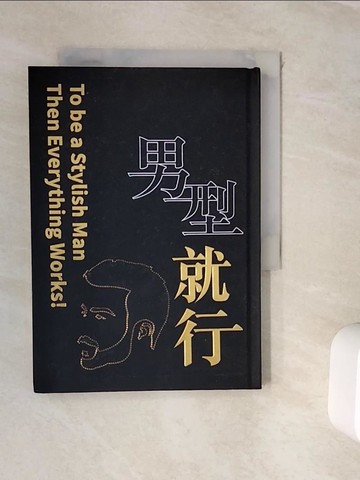 男型
就行
To be a Stylish Man
Then Everything Works!